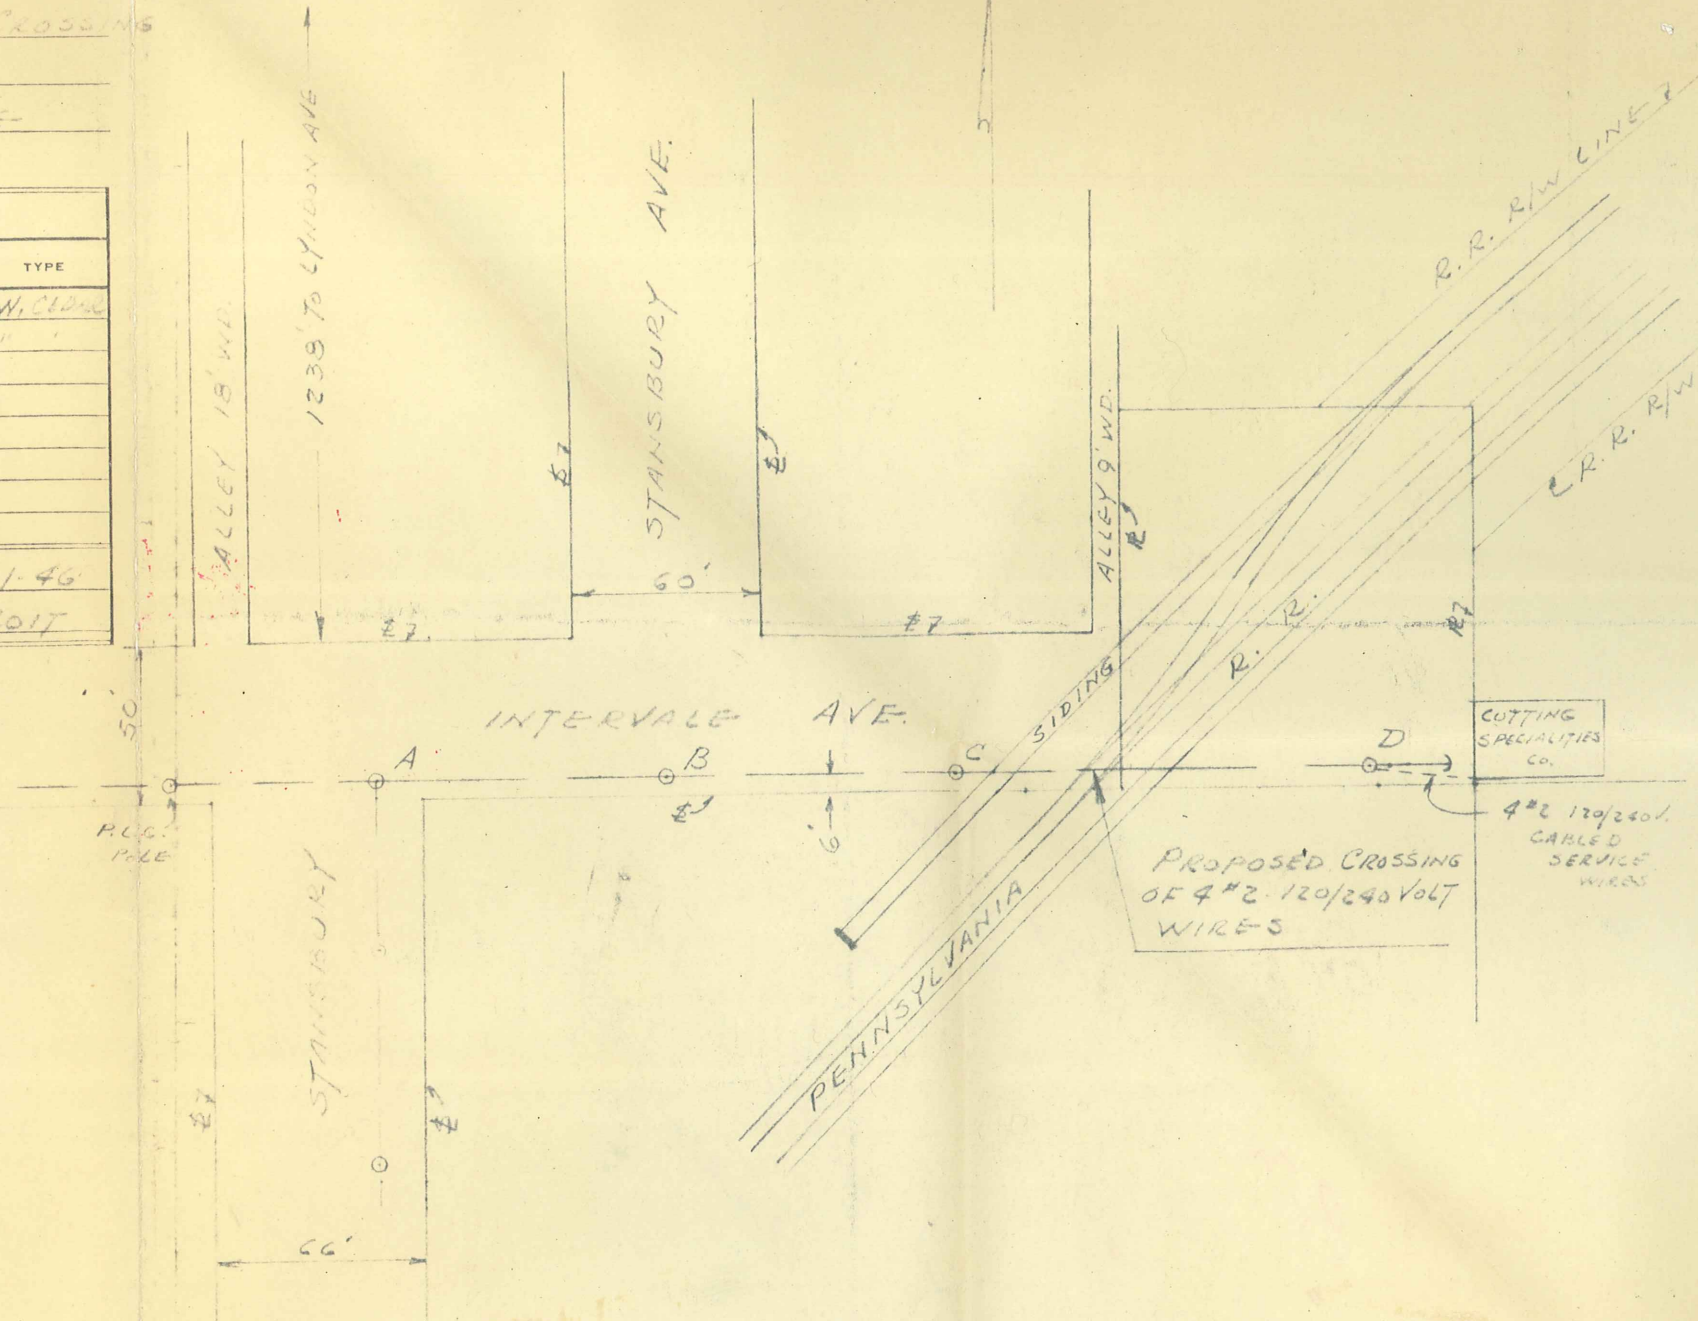 CROSSING
TYPE
W. CEDAR
" "
1-46
OIT
ALLEY 18' WD.
1238' TO LYNDON AVE
STANSBURY AVE.
60'
ALLEY 9' WD.
R. R. R/W LINE
R. R. R/W
50'
INTERVALE AVE.
SIDING
R. R.
A
B
C
D
6'
P.L.C.
POLE
CUTTING
SPECIALITIES
CO.
4 #2 120/240 V.
CABLED
SERVICE
WIRES
PROPOSED CROSSING
OF 4 #2 120/240 VOLT
WIRES
PENNSYLVANIA
STANSBURY
66'